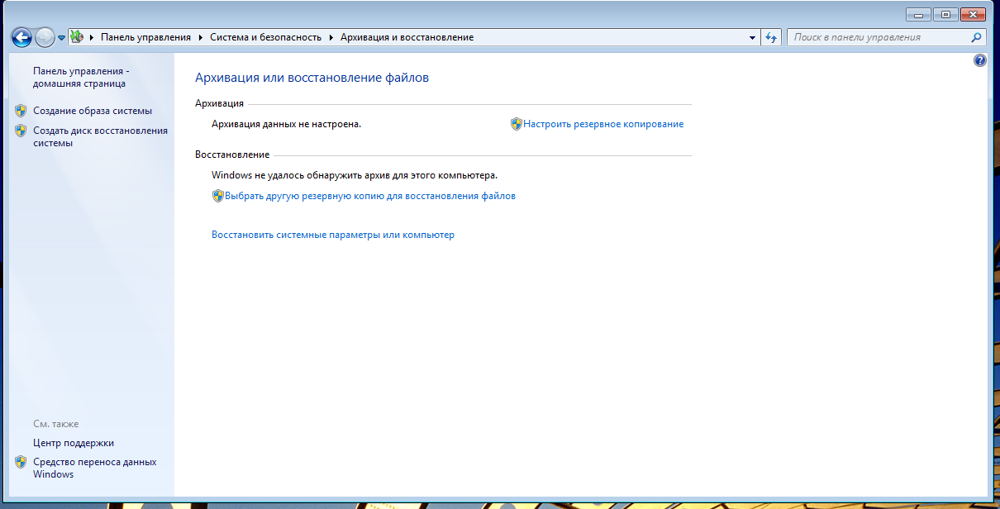 Панель управления
Система и безопасность
Архивация и восстановление
Поиск в панели управления
Панель управления -
домашняя страница
Создание образа системы
Создать диск восстановления
системы
Архивация или восстановление файлов
Архивация
Архивация данных не настроена.
Настроить резервное копирование
Восстановление
Windows не удалось обнаружить архив для этого компьютера.
Выбрать другую резервную копию для восстановления файлов
Восстановить системные параметры или компьютер
См. также
Центр поддержки
Средство переноса данных
Windows